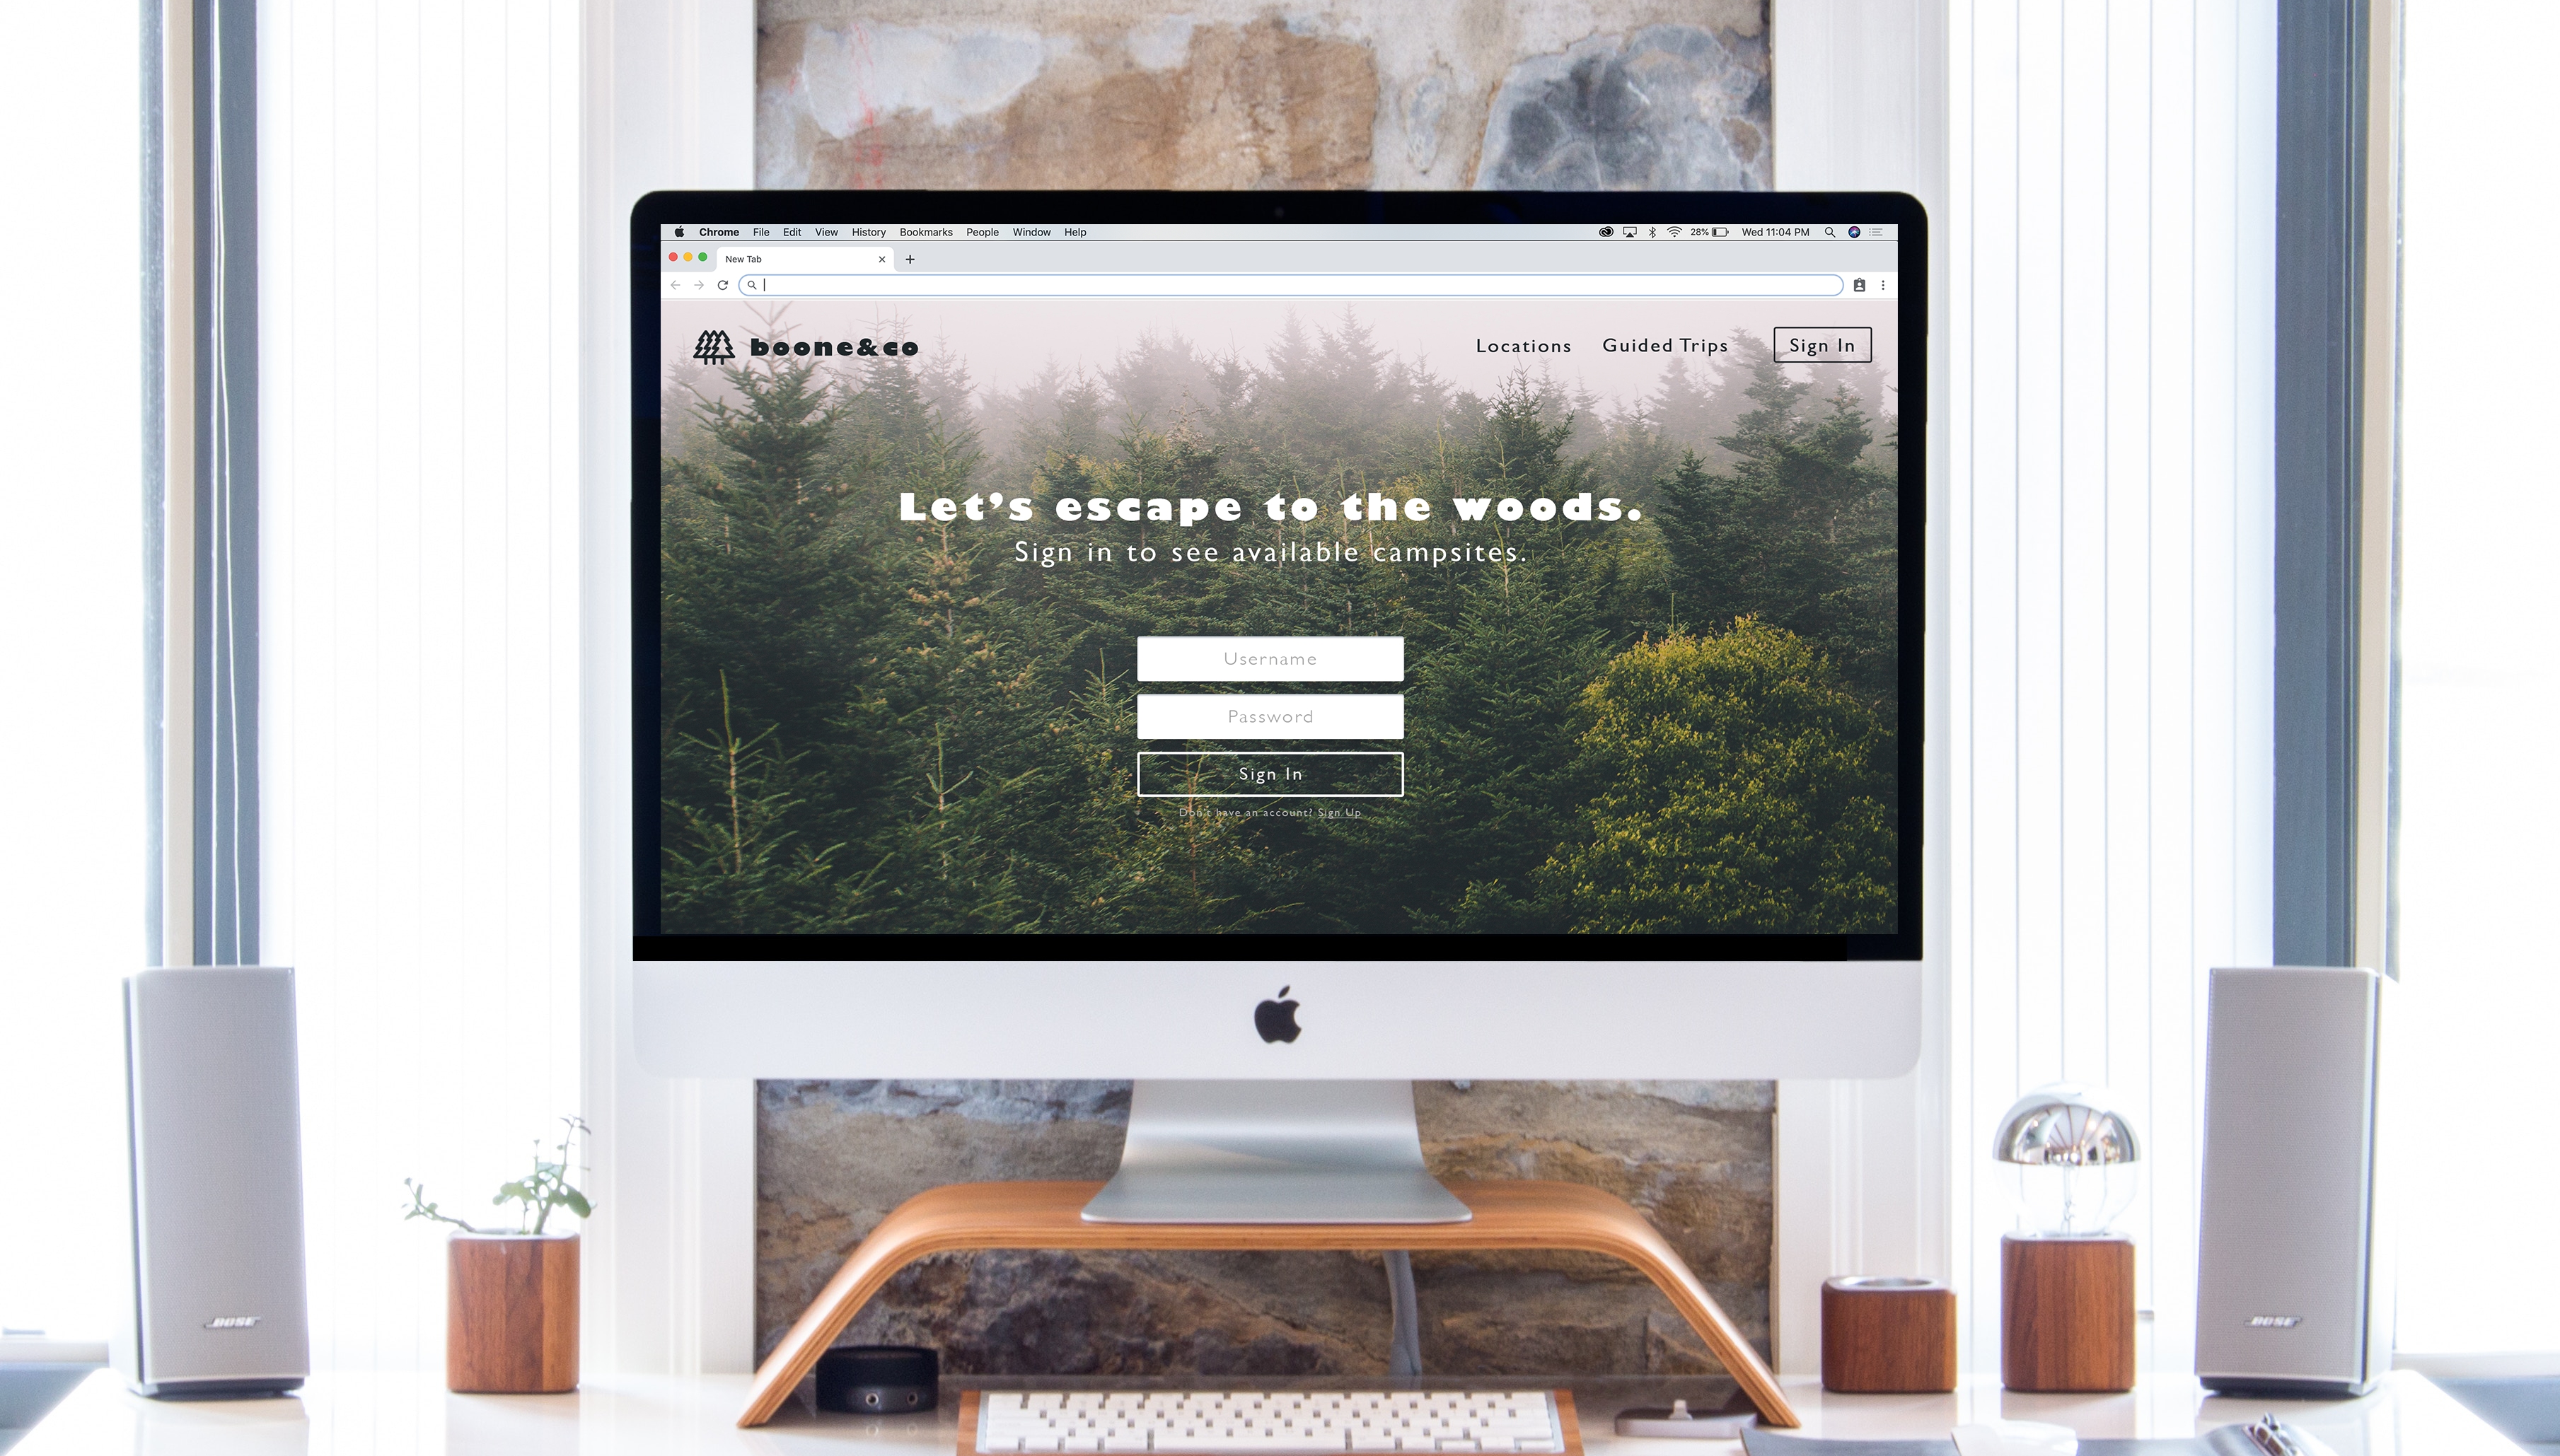 Chrome File Edit View History Bookmarks People Window Help 28% Wed 11:04 PM
New Tab
boone&co Locations Guided Trips Sign In
Let's escape to the woods.
Sign in to see available campsites.
Username
Password
Sign In
Don't have an account? Sign Up
BOSE BOSE